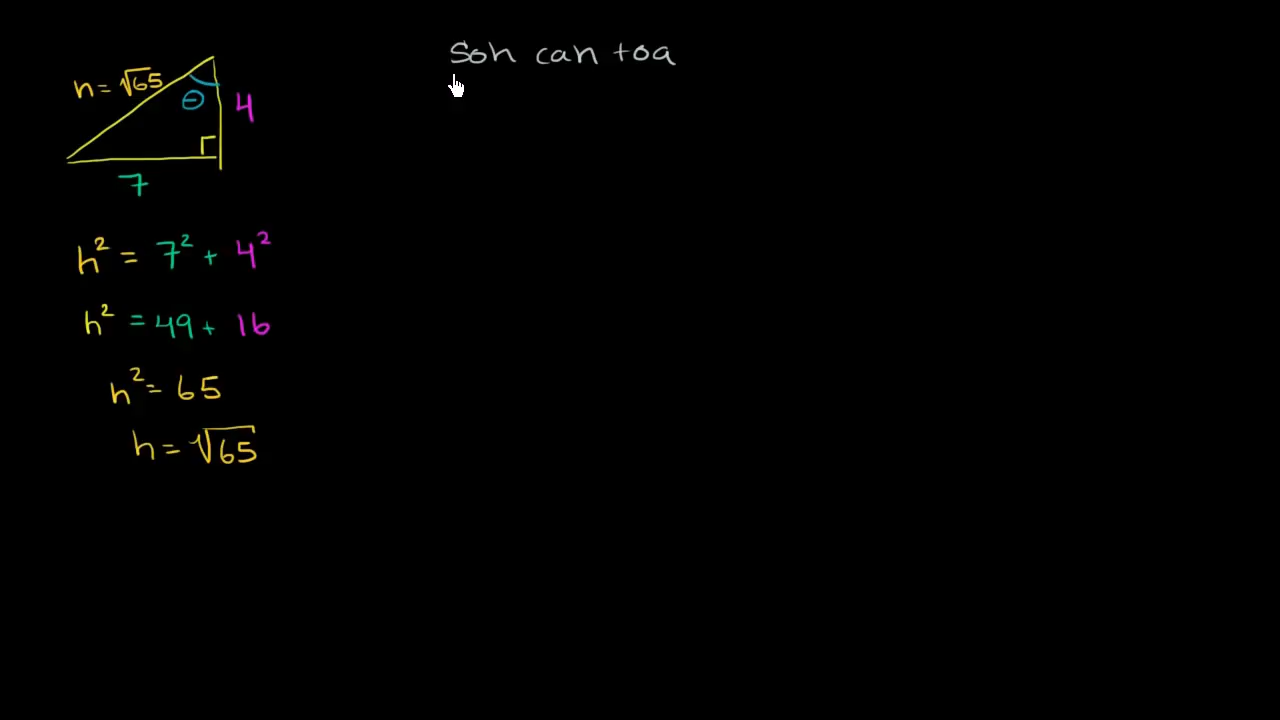 Soh cah toa
h = √65
θ
4
7
h² = 7² + 4²
h² = 49 + 16
h² = 65
h = √65